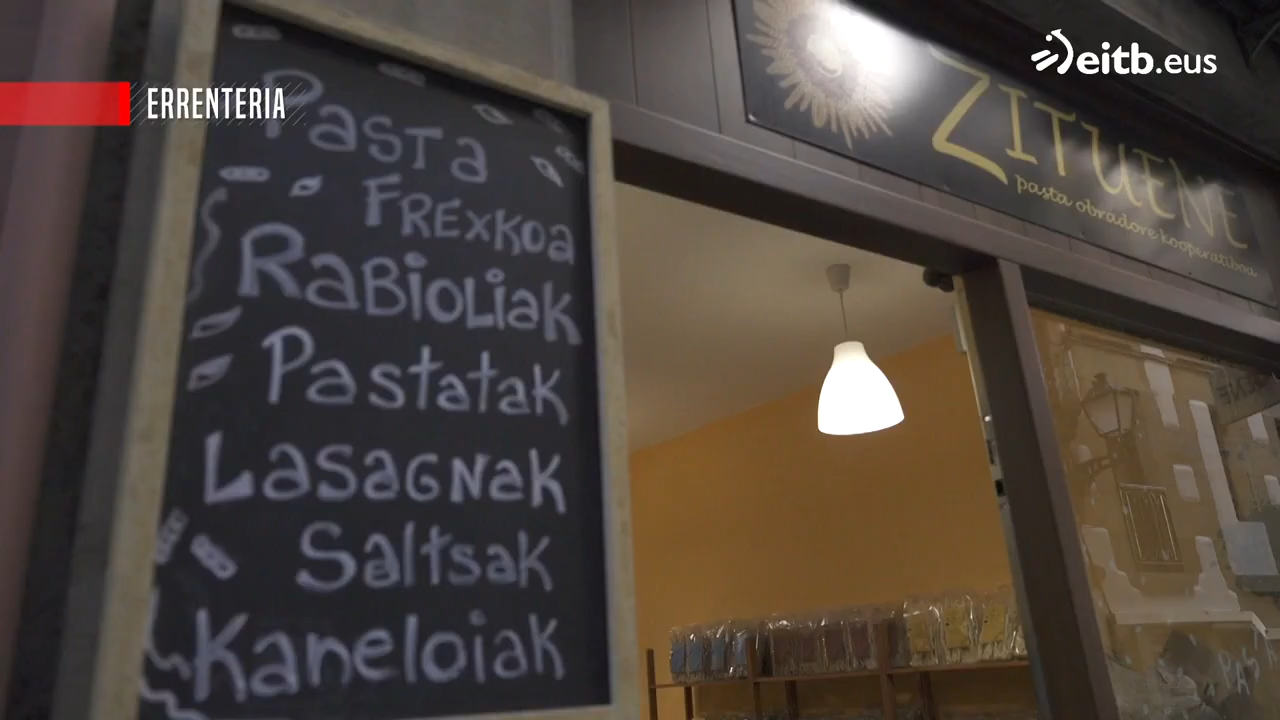 eitb.eus
ERRENTERIA
PASTA
FREXKOA
RABIOLIAK
Pastatak
LASAGNAK
Saltsak
Kaneloiak
ZITUENE
pasta obradore kooperatiboa